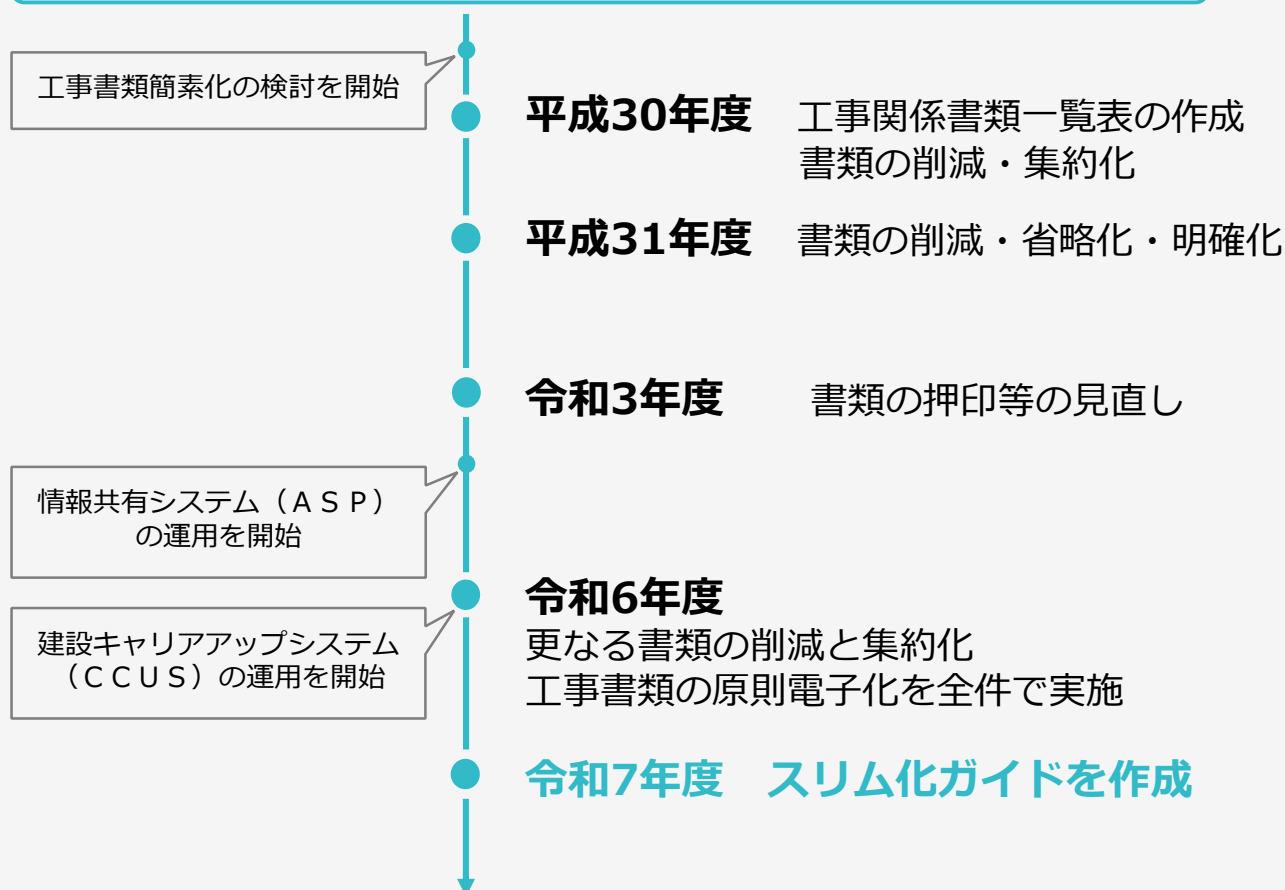 工事書類簡素化の検討を開始
平成30年度 工事関係書類一覧表の作成
書類の削減・集約化
平成31年度 書類の削減・省略化・明確化
令和3年度 書類の押印等の見直し
情報共有システム（ＡＳＰ）
の運用を開始
令和6年度
更なる書類の削減と集約化
工事書類の原則電子化を全件で実施
建設キャリアアップシステム
（ＣＣＵＳ）の運用を開始
令和7年度 スリム化ガイドを作成